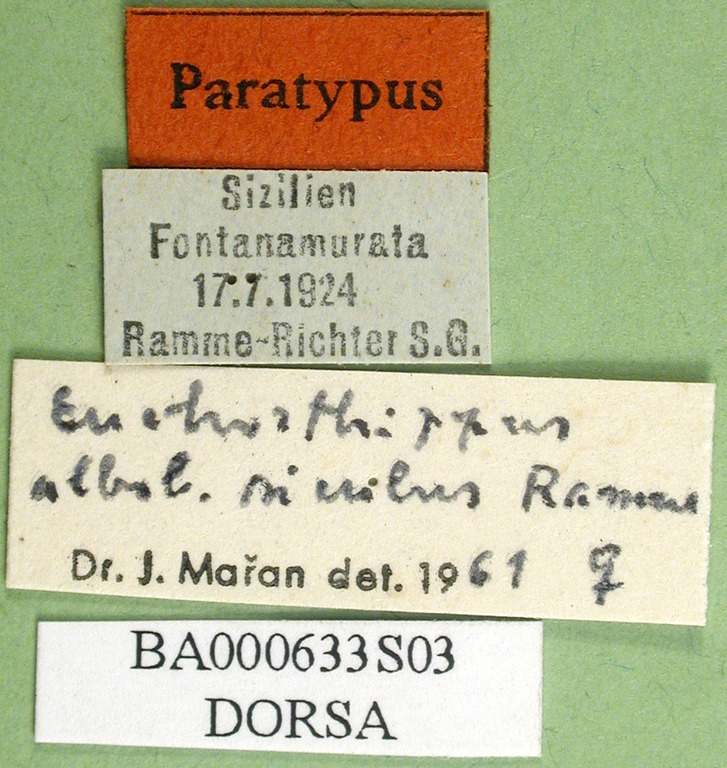 Paratypus
Sizilien
Fontanamurata
17.7.1924
Ramme-Richter S.G.
Euchorthippus
albol. siculus Ramme
Dr. J. Mařan det. 1961 ♀
BA000633S03
DORSA